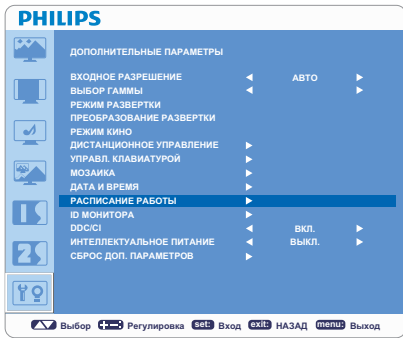 PHILIPS
ДОПОЛНИТЕЛЬНЫЕ ПАРАМЕТРЫ
ВХОДНОЕ РАЗРЕШЕНИЕ АВТО
ВЫБОР ГАММЫ
РЕЖИМ РАЗВЕРТКИ
ПРЕОБРАЗОВАНИЕ РАЗВЕРТКИ
РЕЖИМ КИНО
ДИСТАНЦИОННОЕ УПРАВЛЕНИЕ
УПРАВЛ. КЛАВИАТУРОЙ
МОЗАИКА
ДАТА И ВРЕМЯ
РАСПИСАНИЕ РАБОТЫ
ID МОНИТОРА
DDC/CI ВКЛ.
ИНТЕЛЛЕКТУАЛЬНОЕ ПИТАНИЕ ВЫКЛ.
СБРОС ДОП. ПАРАМЕТРОВ
Выбор Регулировка set: Вход exit: НАЗАД menu: Выход